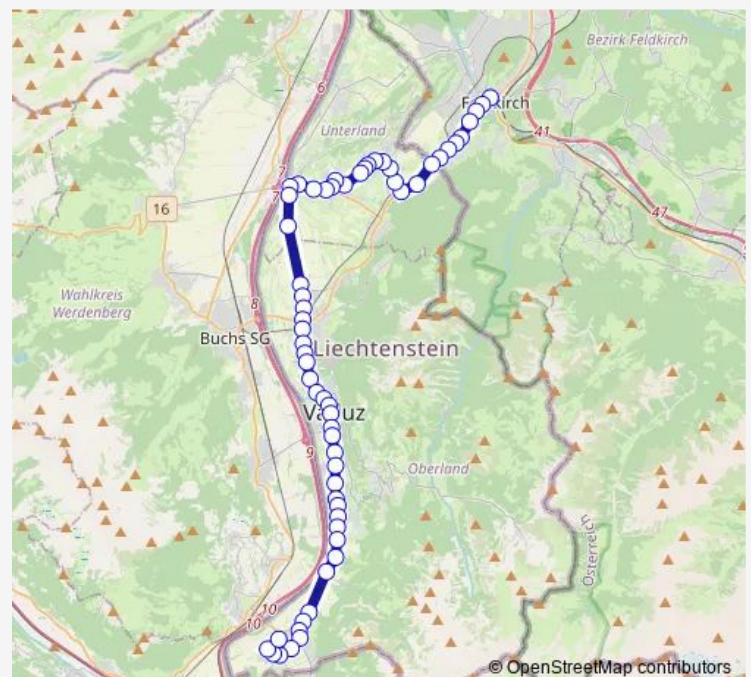 Bezirk Feldkirch
6
Unterland
41
7
7
16
47
Wahlkreis
Werdenberg
8
Buchs SG
Liechtenstein
9
Oberland
Österreich
10
10
© OpenStreetMap contributors